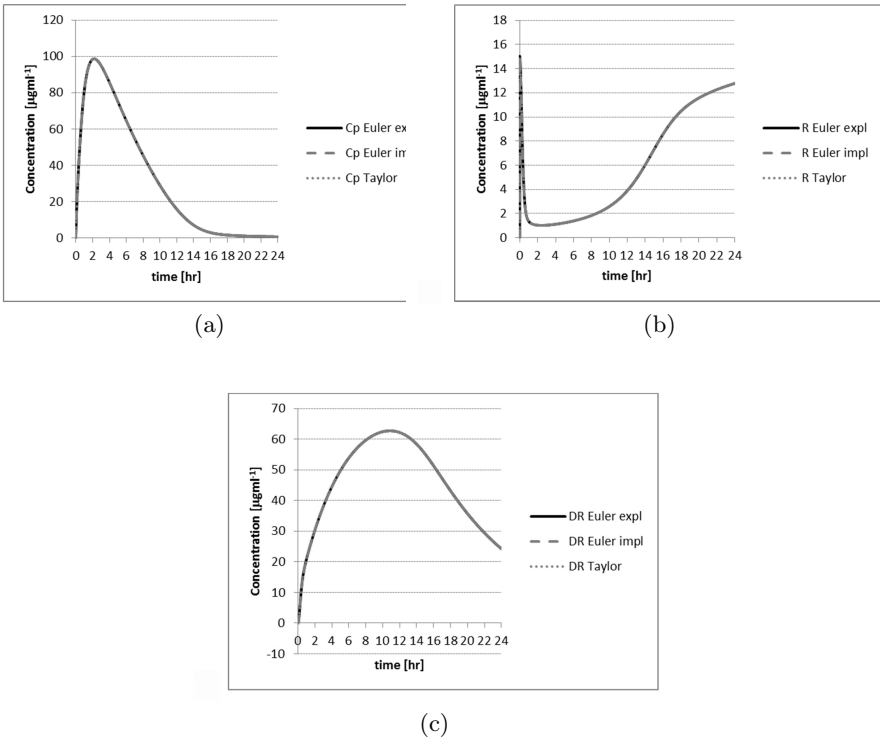 120
100
80
60
40
20
0
Concentration [µgml-1]
0 2 4 6 8 10 12 14 16 18 20 22 24
time [hr]
Cp Euler ex
Cp Euler im
Cp Taylor
(a)
18
16
14
12
10
8
6
4
2
0
Concentration [µgml-1]
0 2 4 6 8 10 12 14 16 18 20 22 24
time [hr]
R Euler expl
R Euler impl
R Taylor
(b)
70
60
50
40
30
20
10
0
-10
Concentration [µgml-1]
0 2 4 6 8 10 12 14 16 18 20 22 24
time [hr]
DR Euler expl
DR Euler impl
DR Taylor
(c)